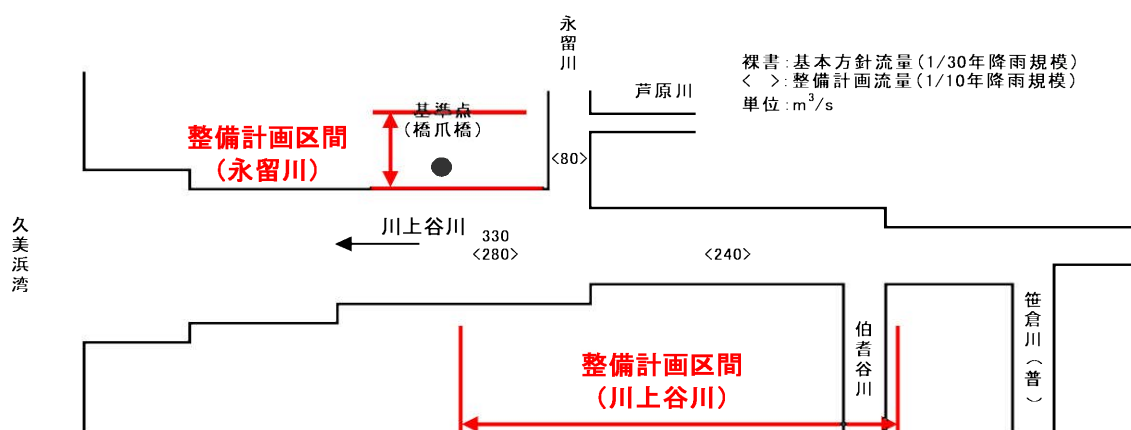 永留川
芦原川
裸書:基本方針流量(1/30年降雨規模)
< >:整備計画流量(1/10年降雨規模)
単位:m³/s
基準点
(橋爪橋)
整備計画区間
(永留川)
<80>
久美浜湾
川上谷川
330
<280>
<240>
伯耆谷川
笹倉川(普)
整備計画区間
(川上谷川)